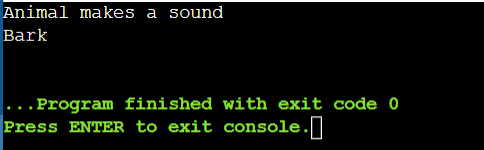 Animal makes a sound
Bark
...Program finished with exit code 0
Press ENTER to exit console.